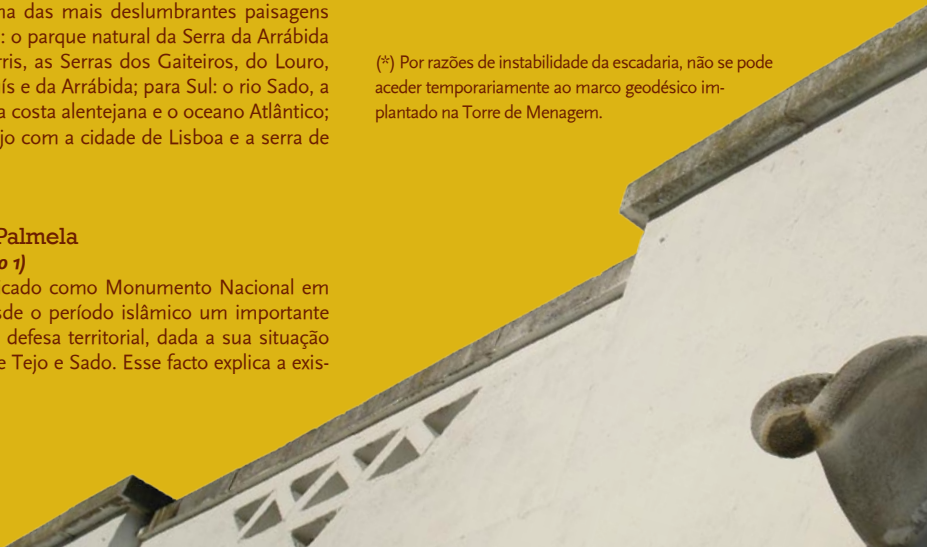 na das mais deslumbrantes paisagens
: o parque natural da Serra da Arrábida
rris, as Serras dos Gaiteiros, do Louro,
ís e da Arrábida; para Sul: o rio Sado, a
a costa alentejana e o oceano Atlântico;
jo com a cidade de Lisboa e a serra de
Palmela
o 1)
icado como Monumento Nacional em
sde o período islâmico um importante
defesa territorial, dada a sua situação
e Tejo e Sado. Esse facto explica a exis-
(*) Por razões de instabilidade da escadaria, não se pode
aceder temporariamente ao marco geodésico im-
plantado na Torre de Menagem.